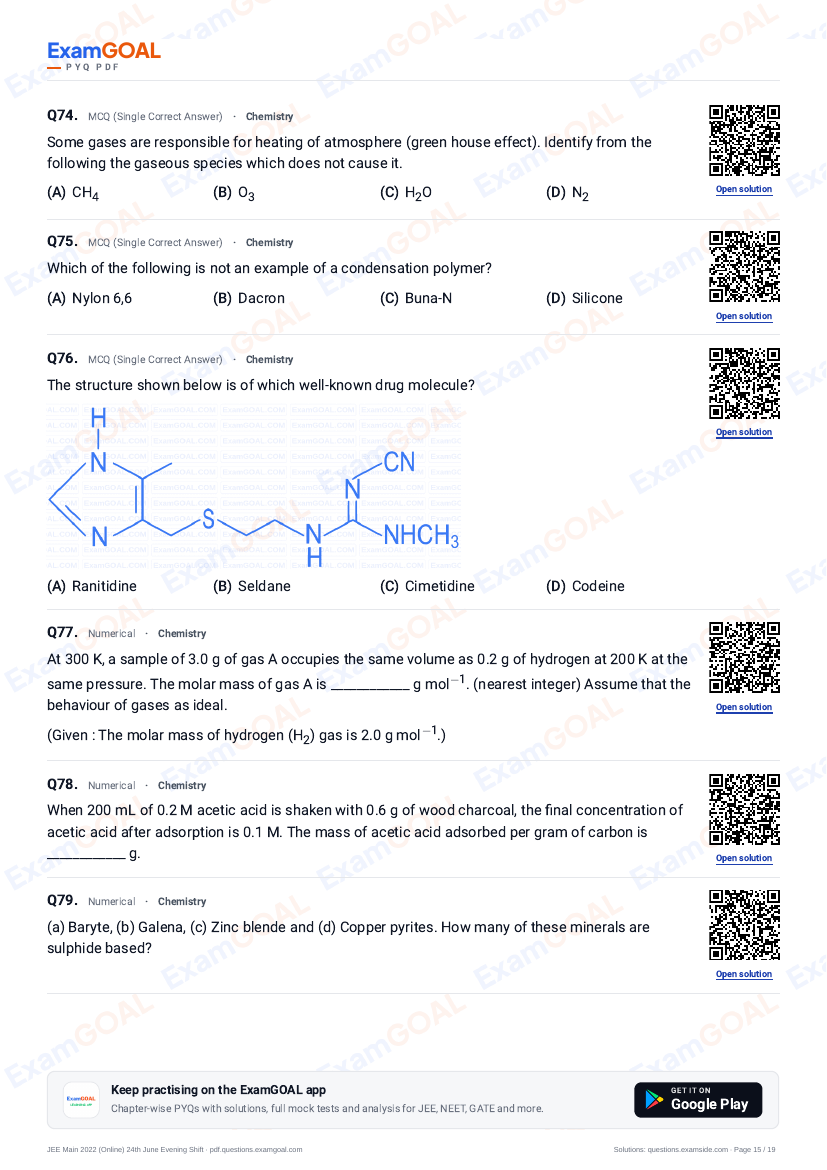 ExamGOAL
PYQ PDF
Q74. MCQ (Single Correct Answer) · Chemistry
Some gases are responsible for heating of atmosphere (green house effect). Identify from the
following the gaseous species which does not cause it.
(A) CH4 (B) O3 (C) H2O (D) N2
Open solution
Q75. MCQ (Single Correct Answer) · Chemistry
Which of the following is not an example of a condensation polymer?
(A) Nylon 6,6 (B) Dacron (C) Buna-N (D) Silicone
Open solution
Q76. MCQ (Single Correct Answer) · Chemistry
The structure shown below is of which well-known drug molecule?
Open solution
H
N
N
S
N
H
N
CN
NHCH3
(A) Ranitidine (B) Seldane (C) Cimetidine (D) Codeine
Q77. Numerical · Chemistry
At 300 K, a sample of 3.0 g of gas A occupies the same volume as 0.2 g of hydrogen at 200 K at the
same pressure. The molar mass of gas A is ____________ g mol−1. (nearest integer) Assume that the
behaviour of gases as ideal.
(Given : The molar mass of hydrogen (H2) gas is 2.0 g mol−1.)
Open solution
Q78. Numerical · Chemistry
When 200 mL of 0.2 M acetic acid is shaken with 0.6 g of wood charcoal, the final concentration of
acetic acid after adsorption is 0.1 M. The mass of acetic acid adsorbed per gram of carbon is
____________ g.
Open solution
Q79. Numerical · Chemistry
(a) Baryte, (b) Galena, (c) Zinc blende and (d) Copper pyrites. How many of these minerals are
sulphide based?
Open solution
ExamGOAL
Keep practising on the ExamGOAL app
Chapter-wise PYQs with solutions, full mock tests and analysis for JEE, NEET, GATE and more.
GET IT ON
Google Play
JEE Main 2022 (Online) 24th June Evening Shift · pdf.questions.examgoal.com
Solutions: questions.examside.com · Page 15 / 19